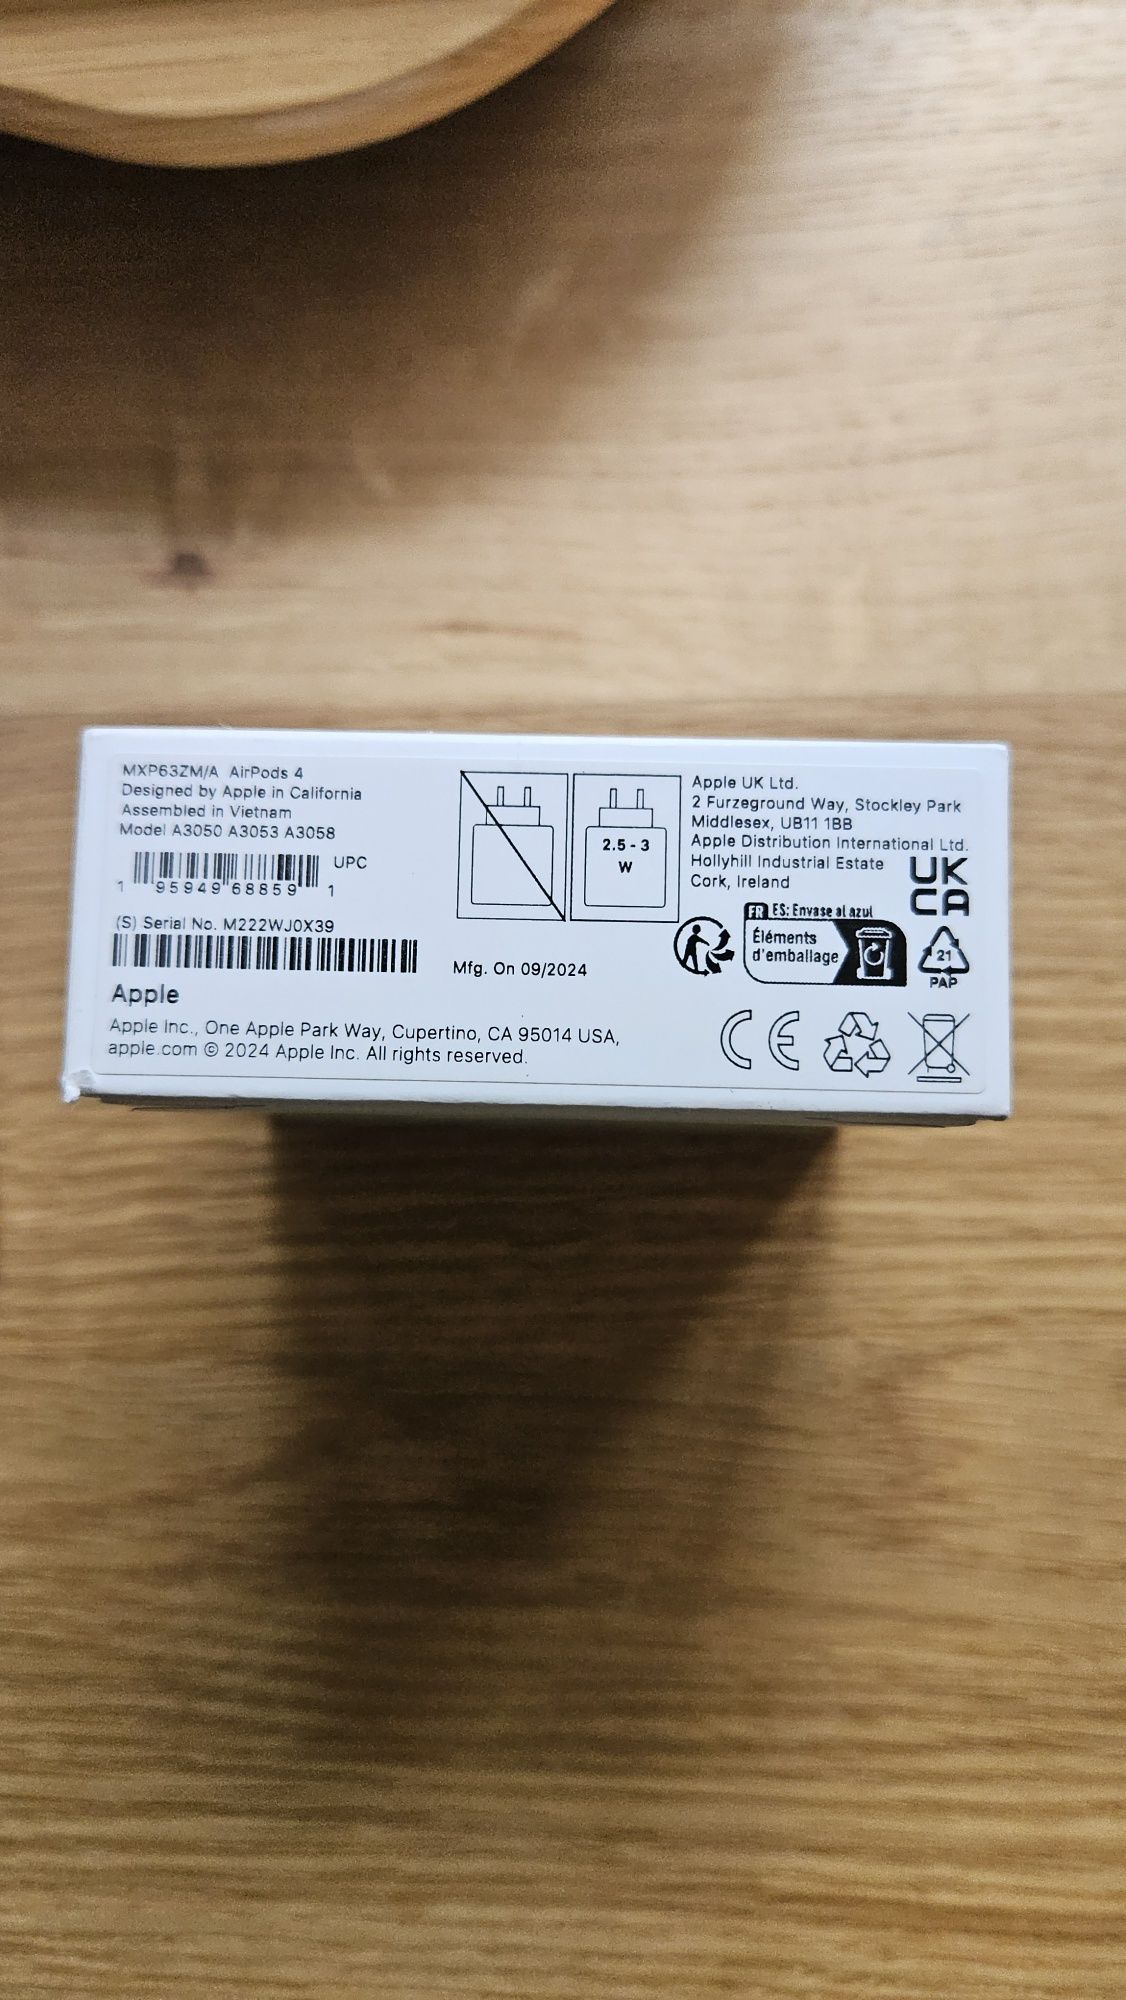 MXP63ZM/A AirPods 4
Designed by Apple in California
Assembled in Vietnam
Model A3050 A3053 A3058
UPC
1 95949 68859 1
(S) Serial No. M222WJ0X39
Apple
Apple Inc., One Apple Park Way, Cupertino, CA 95014 USA,
apple.com © 2024 Apple Inc. All rights reserved.
2.5 - 3
W
Mfg. On 09/2024
Apple UK Ltd.
2 Furzeground Way, Stockley Park
Middlesex, UB11 1BB
Apple Distribution International Ltd.
Hollyhill Industrial Estate
Cork, Ireland
UK
CA
FR ES: Envase al azul
Éléments
d'emballage
21
PAP
CE